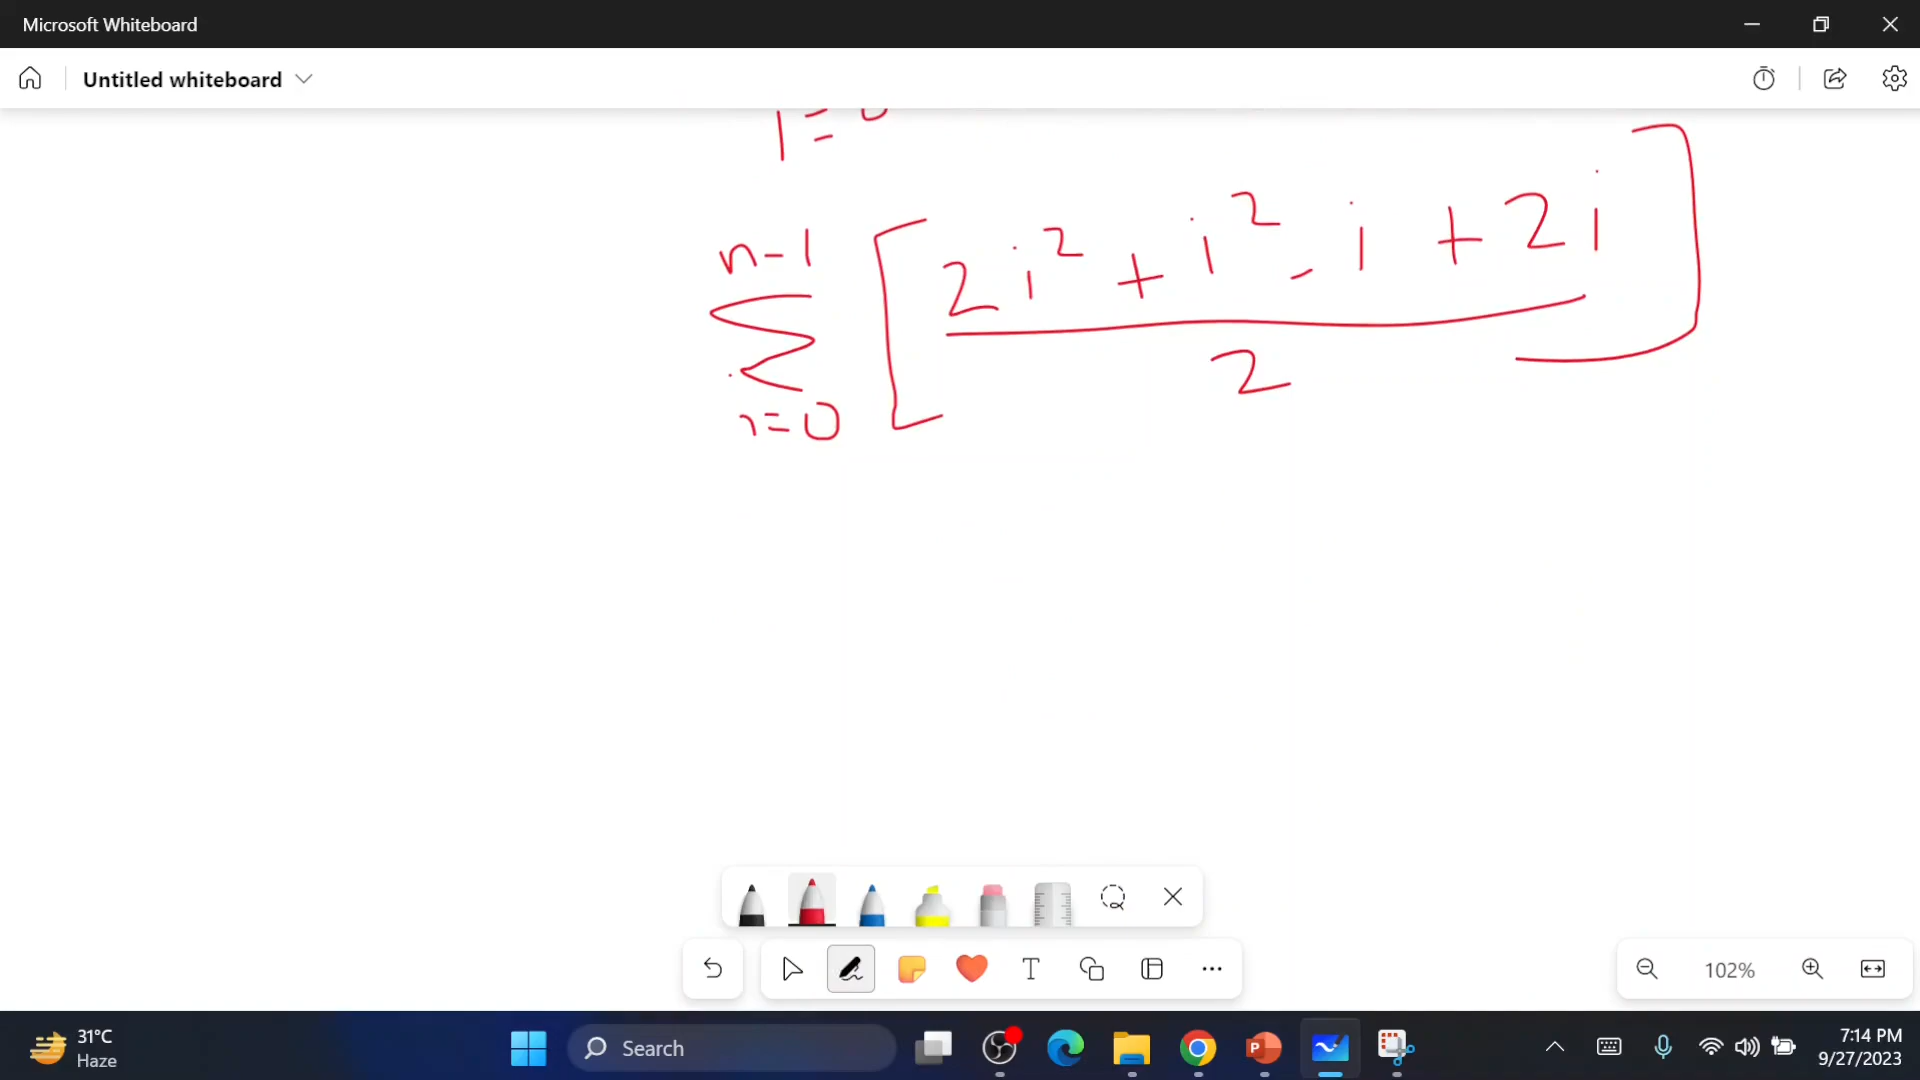 Microsoft Whiteboard
Untitled whiteboard
i = 0
n-1
∑ [ 2i² + i² - i + 2i ]
2
i=0
102%
31°C
Haze
Search
7:14 PM
9/27/2023